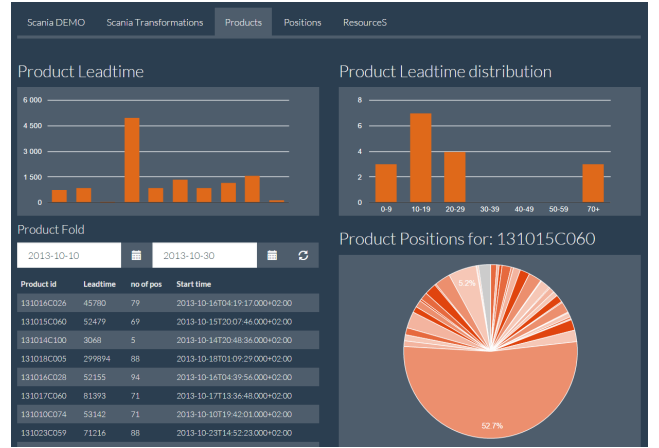 Scania DEMO Scania Transformations Products Positions ResourceS
Product Leadtime
6 000
4 500
3 000
1 500
0
Product Leadtime distribution
8
6
4
2
0
0-9 10-19 20-29 30-39 40-49 50-59 70+
Product Fold
2013-10-10 2013-10-30
Product id Leadtime no of pos Start time
131016C026 45780 79 2013-10-16T04:19:17.000+02:00
131015C060 52479 69 2013-10-15T20:07:46.000+02:00
131014C100 3068 5 2013-10-14T20:48:36.000+02:00
131018C005 299894 88 2013-10-18T01:09:29.000+02:00
131016C028 52155 94 2013-10-16T04:39:56.000+02:00
131017C060 81393 71 2013-10-17T13:36:48.000+02:00
131010C074 53142 71 2013-10-10T19:42:01.000+02:00
131023C059 71216 88 2013-10-23T14:52:23.000+02:00
Product Positions for: 131015C060
5.2%
52.7%